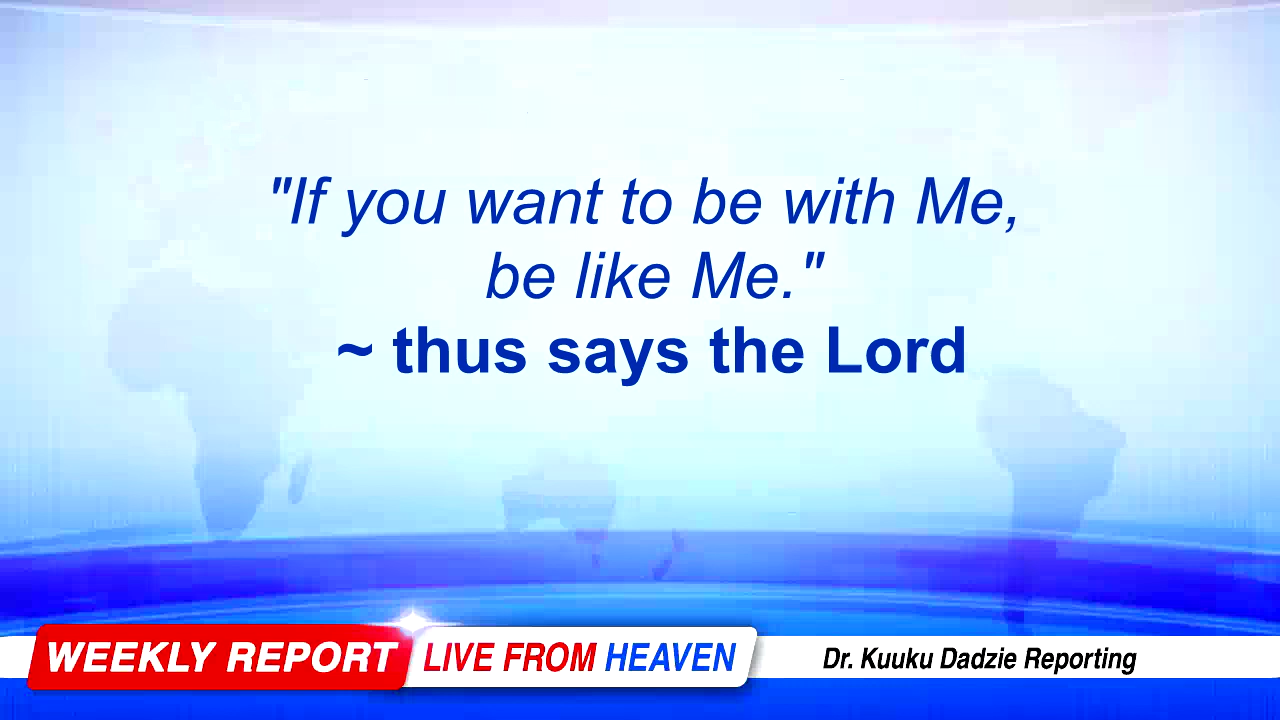 "If you want to be with Me,
be like Me."
~ thus says the Lord
WEEKLY REPORT LIVE FROM HEAVEN Dr. Kuuku Dadzie Reporting